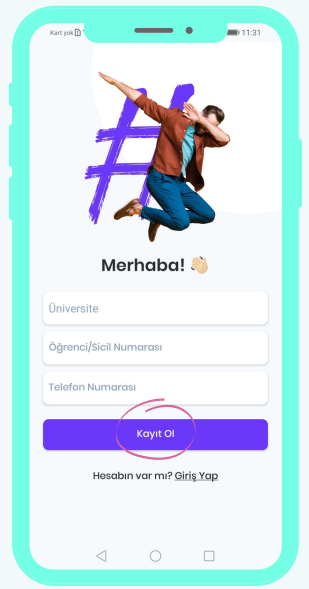 Kart yok
11:31
#
Merhaba! 👋
Üniversite
Öğrenci/Sicil Numarası
Telefon Numarası
Kayıt Ol
Hesabın var mı? Giriş Yap